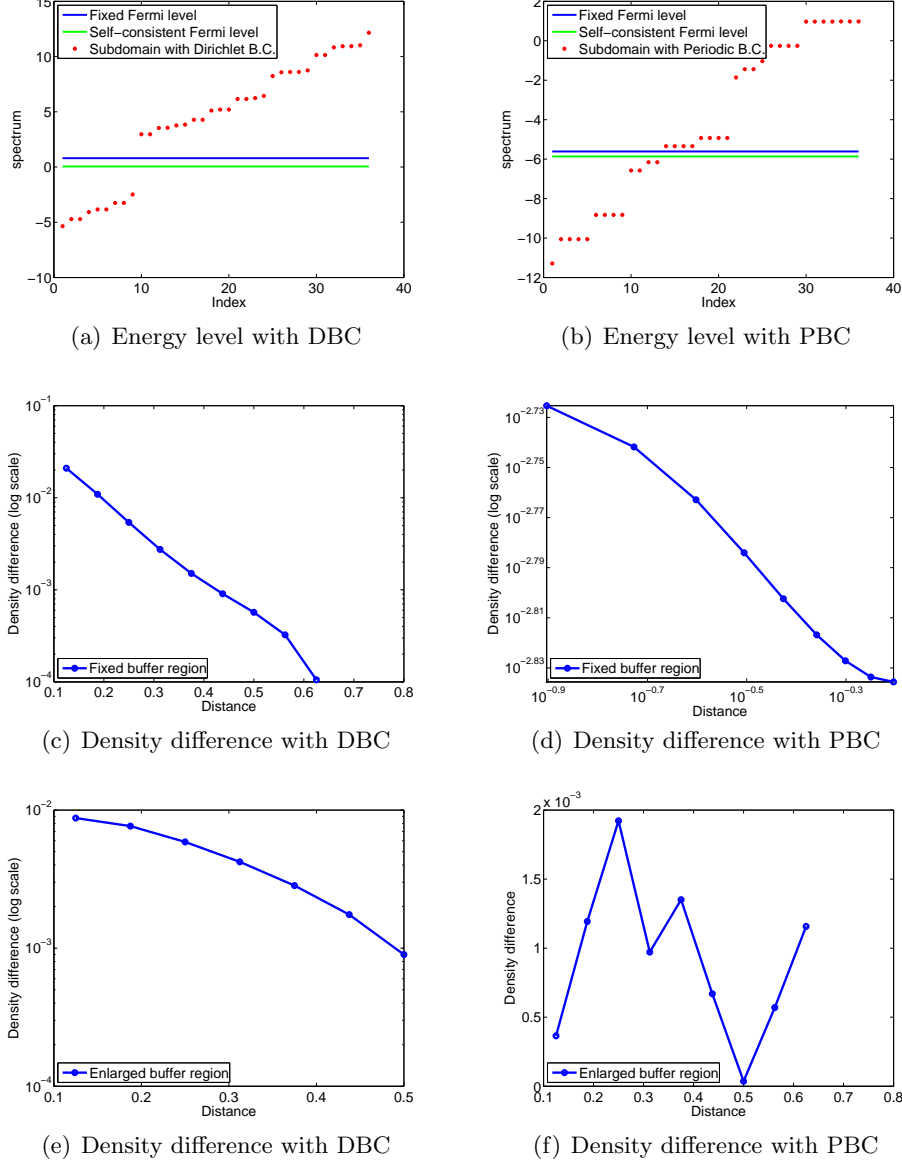 15
10
5
0
−5
−10
spectrum
Fixed Fermi level
Self−consistent Fermi level
Subdomain with Dirichlet B.C.
0
10
20
30
40
Index
(a) Energy level with DBC
2
0
−2
−4
−6
−8
−10
−12
spectrum
Fixed Fermi level
Self−consistent Fermi level
Subdomain with Periodic B.C.
0
10
20
30
40
Index
(b) Energy level with PBC
10−1
10−2
10−3
10−4
Density difference (log scale)
Fixed buffer region
0.1
0.2
0.3
0.4
0.5
0.6
0.7
0.8
Distance
(c) Density difference with DBC
10−2.73
10−2.75
10−2.77
10−2.79
10−2.81
10−2.83
Density difference (log scale)
Fixed buffer region
10−0.9
10−0.7
10−0.5
10−0.3
Distance
(d) Density difference with PBC
10−2
10−3
10−4
Density difference (log scale)
Enlarged buffer region
0.1
0.2
0.3
0.4
0.5
Distance
(e) Density difference with DBC
x 10−3
2
1.5
1
0.5
0
Density difference
Enlarged buffer region
0.1
0.2
0.3
0.4
0.5
0.6
0.7
0.8
Distance
(f) Density difference with PBC